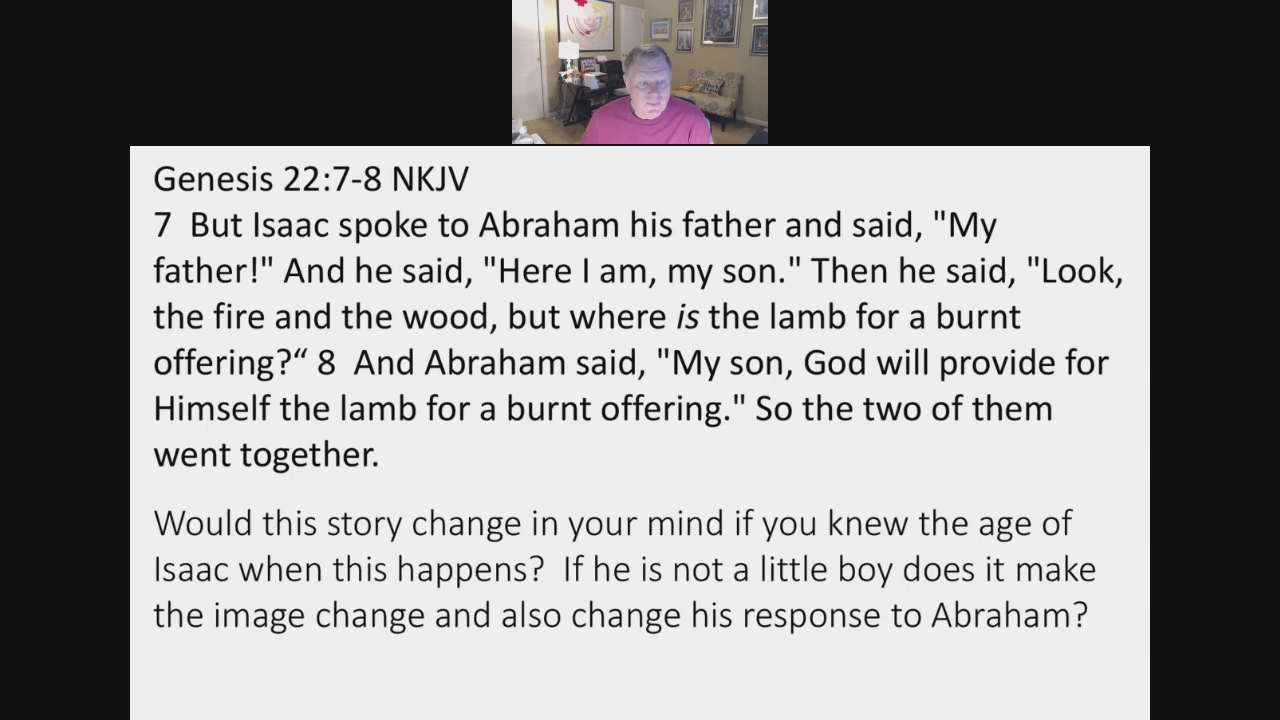 Genesis 22:7-8 NKJV
7  But Isaac spoke to Abraham his father and said, "My
father!" And he said, "Here I am, my son." Then he said, "Look,
the fire and the wood, but where is the lamb for a burnt
offering?“ 8  And Abraham said, "My son, God will provide for
Himself the lamb for a burnt offering." So the two of them
went together.
Would this story change in your mind if you knew the age of
Isaac when this happens?  If he is not a little boy does it make
the image change and also change his response to Abraham?